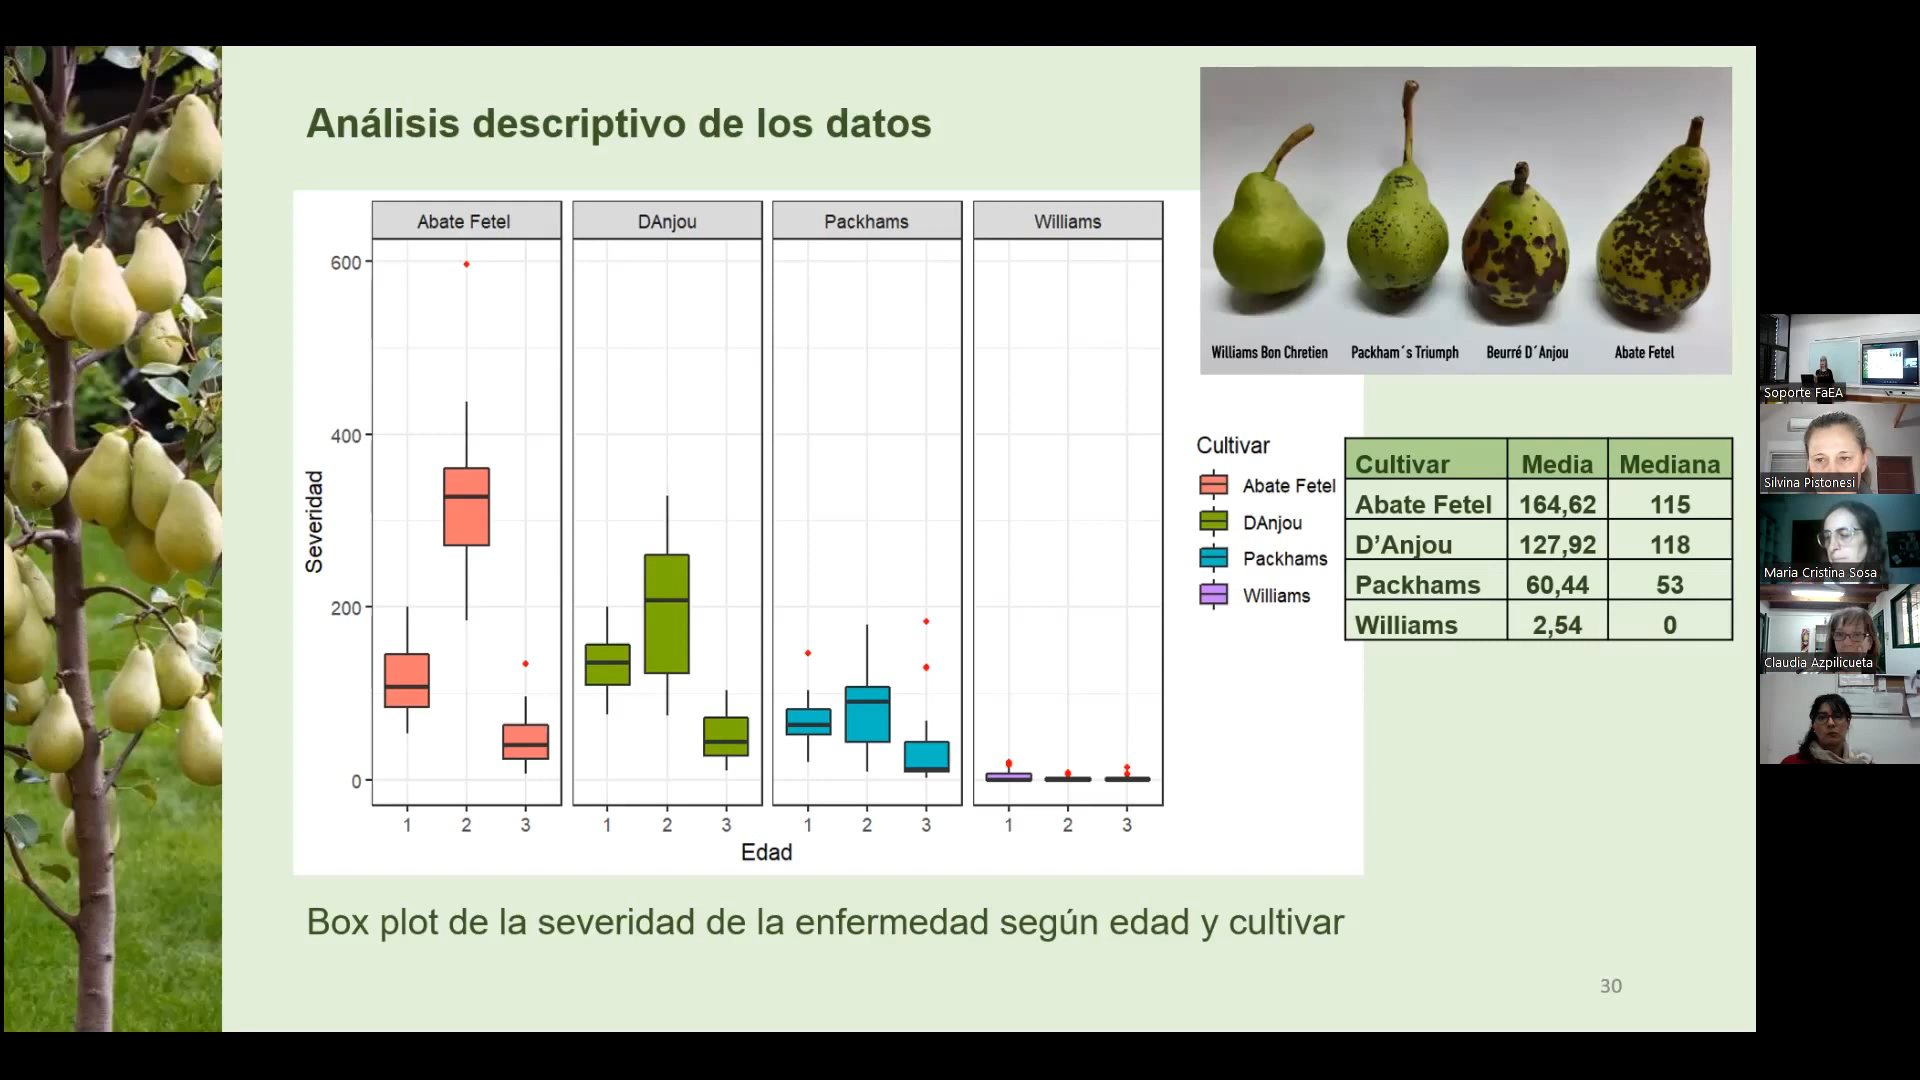 Análisis descriptivo de los datos
Williams Bon Chretien Packham´s Triumph Beurré D´Anjou Abate Fetel
Abate Fetel DAnjou Packhams Williams
600
400
200
0
Severidad
1 2 3 1 2 3 1 2 3 1 2 3
Edad
Cultivar
Abate Fetel
DAnjou
Packhams
Williams
Cultivar Media Mediana
Abate Fetel 164,62 115
D’Anjou 127,92 118
Packhams 60,44 53
Williams 2,54 0
Box plot de la severidad de la enfermedad según edad y cultivar
30
Soporte FaEA
Silvina Pistonesi
Maria Cristina Sosa
Claudia Azpilicueta